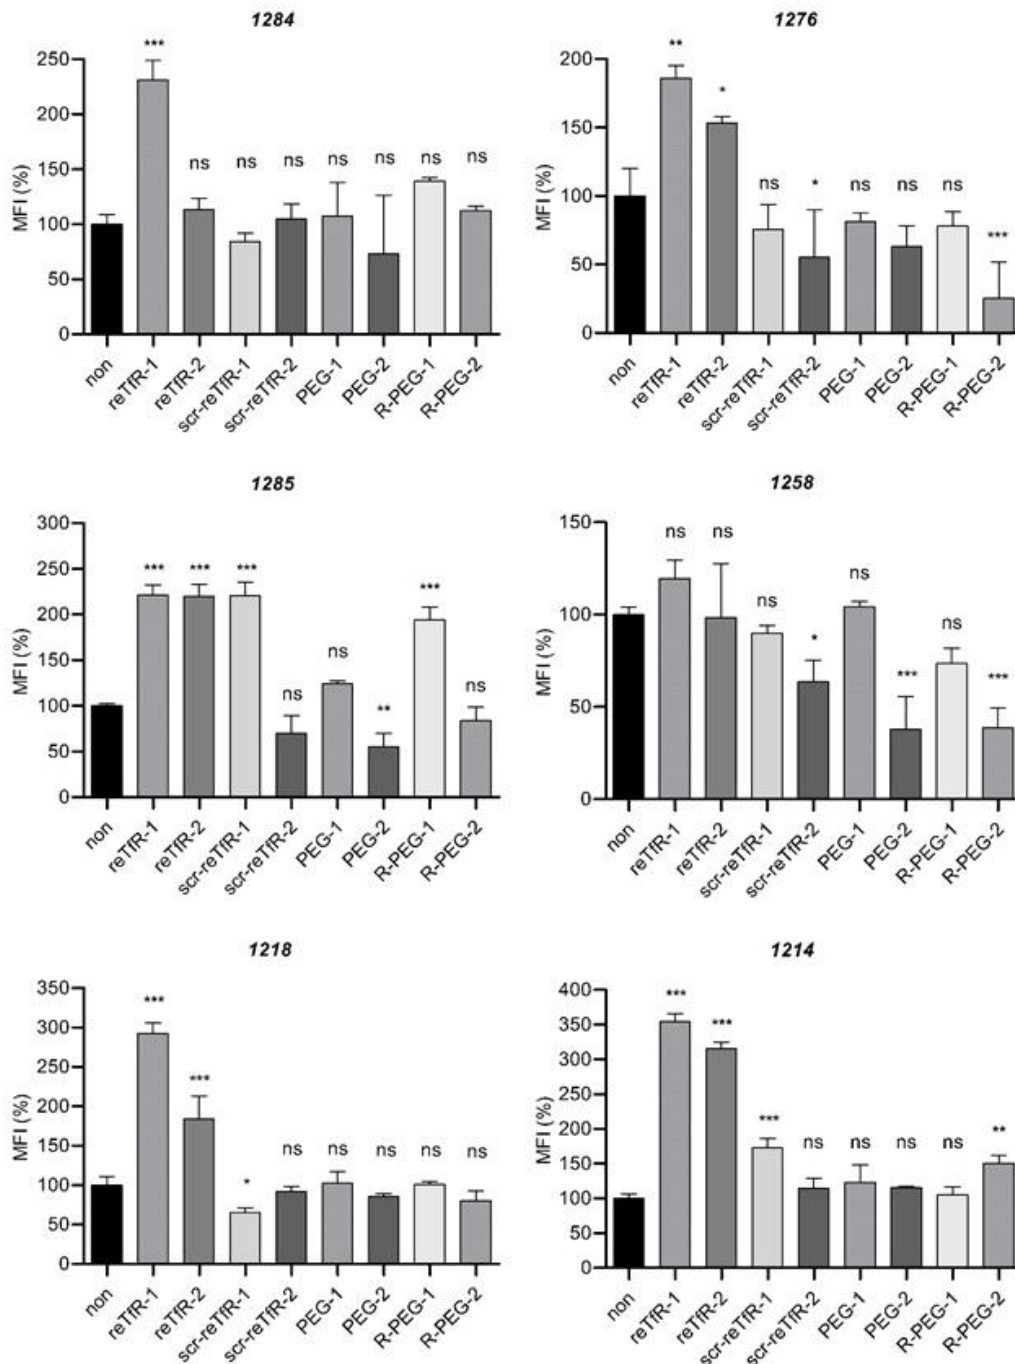 1284
MFI (%)
250
200
150
100
50
0
***
ns
ns
ns
ns
ns
ns
ns
non
reTfR-1
reTfR-2
scr-reTfR-1
scr-reTfR-2
PEG-1
PEG-2
R-PEG-1
R-PEG-2
1276
MFI (%)
200
150
100
50
0
**
*
ns
*
ns
ns
ns
***
non
reTfR-1
reTfR-2
scr-reTfR-1
scr-reTfR-2
PEG-1
PEG-2
R-PEG-1
R-PEG-2
1285
MFI (%)
300
250
200
150
100
50
0
***
***
***
ns
ns
**
***
ns
non
reTfR-1
reTfR-2
scr-reTfR-1
scr-reTfR-2
PEG-1
PEG-2
R-PEG-1
R-PEG-2
1258
MFI (%)
150
100
50
0
ns
ns
ns
*
ns
***
ns
***
non
reTfR-1
reTfR-2
scr-reTfR-1
scr-reTfR-2
PEG-1
PEG-2
R-PEG-1
R-PEG-2
1218
MFI (%)
350
300
250
200
150
100
50
0
***
***
*
ns
ns
ns
ns
ns
non
reTfR-1
reTfR-2
scr-reTfR-1
scr-reTfR-2
PEG-1
PEG-2
R-PEG-1
R-PEG-2
1214
MFI (%)
400
350
300
250
200
150
100
50
0
***
***
***
ns
ns
ns
ns
**
non
reTfR-1
reTfR-2
scr-reTfR-1
scr-reTfR-2
PEG-1
PEG-2
R-PEG-1
R-PEG-2